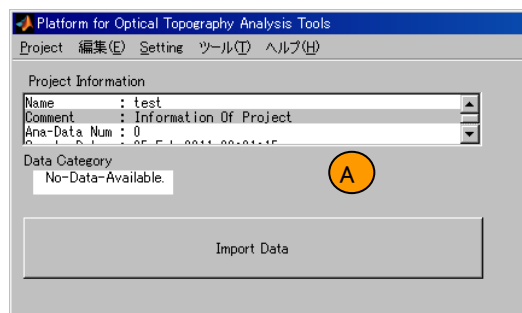 Platform for Optical Topography Analysis Tools
Project 編集(E) Setting ツール(T) ヘルプ(H)
Project Information
Name : test
Comment : Information Of Project
Ana-Data Num : 0
Data Category
No-Data-Available.
A
Import Data